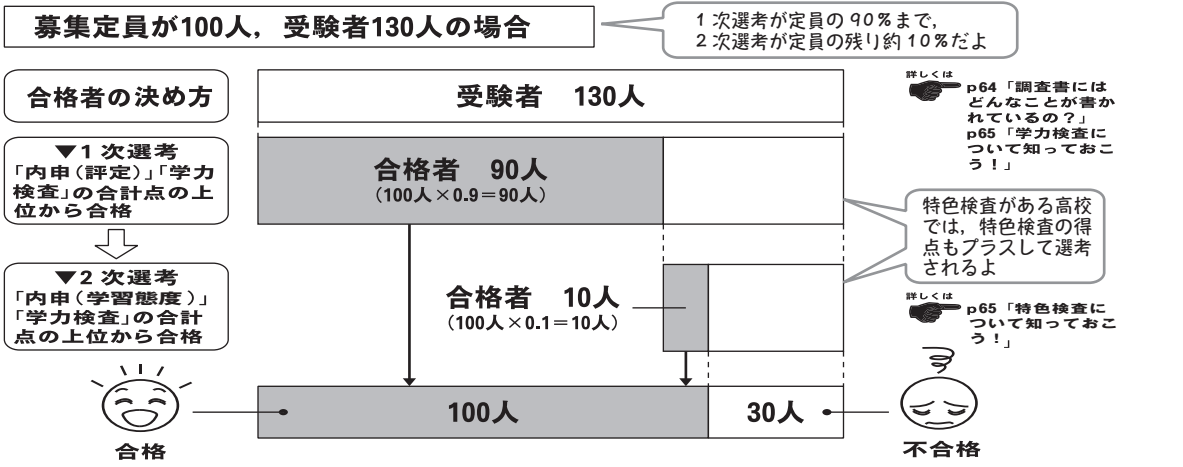 募集定員が100人，受験者130人の場合
1次選考が定員の90％まで，
2次選考が定員の残り約10％だよ
合格者の決め方
受験者 130人
詳しくは
p64「調査書には
どんなことが書か
れているの？」
p65「学力検査に
ついて知っておこ
う！」
▼1次選考
「内申（評定）」「学力
検査」の合計点の上
位から合格
合格者 90人
（100人×0.9＝90人）
特色検査がある高校
では，特色検査の得
点もプラスして選考
されるよ
▼2次選考
「内申（学習態度）」
「学力検査」の合計
点の上位から合格
合格者 10人
（100人×0.1＝10人）
詳しくは
p65「特色検査に
ついて知っておこ
う！」
100人
30人
合格
不合格